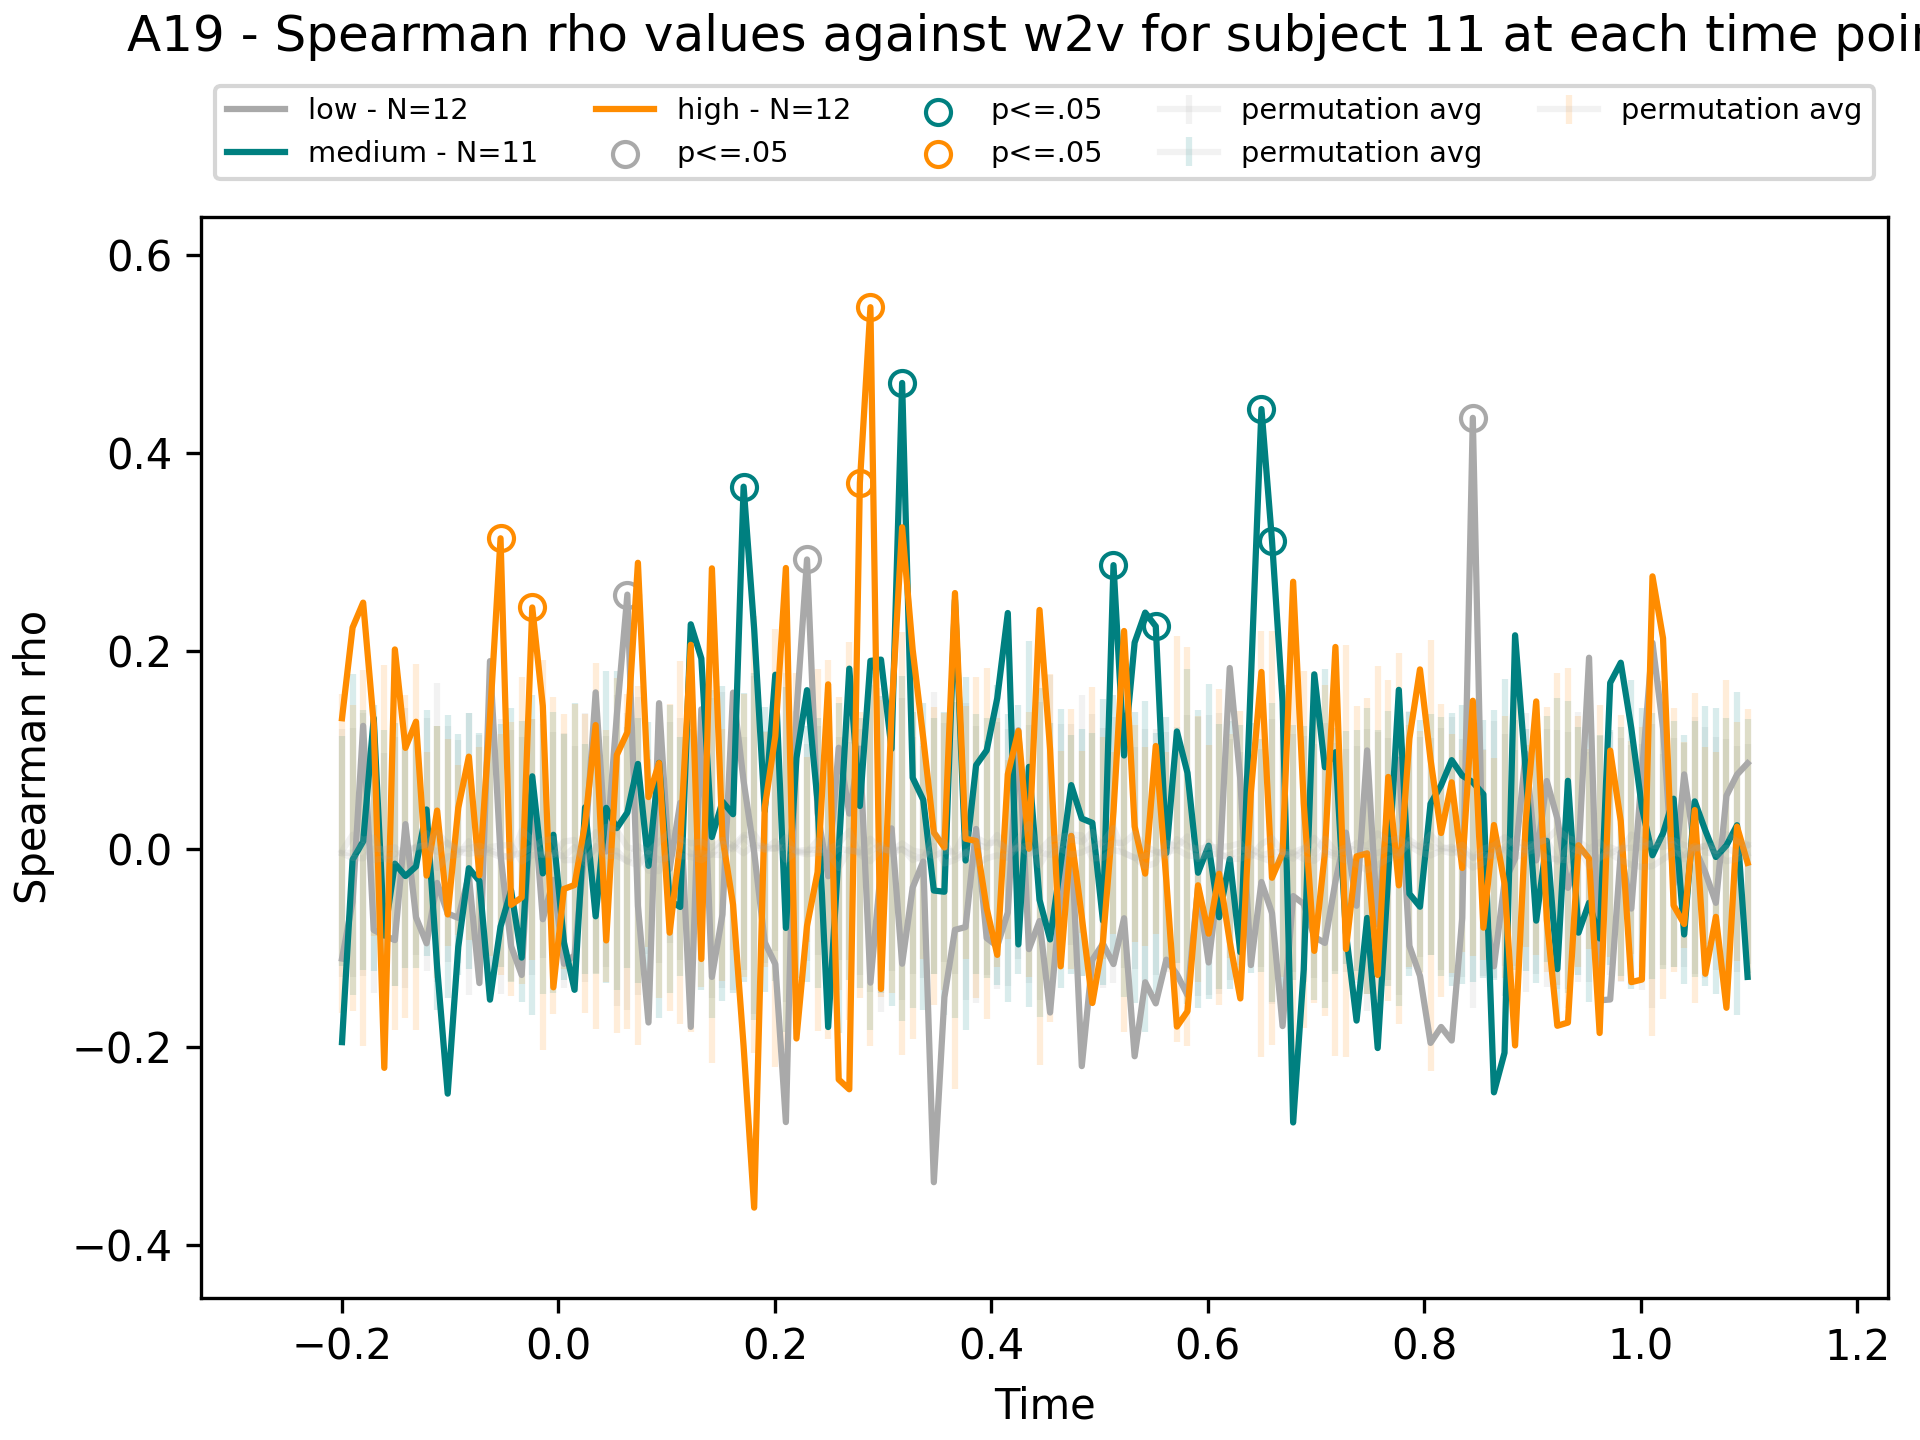 A19 - Spearman rho values against w2v for subject 11 at each time poi
low - N=12 high - N=12 p<=.05 permutation avg permutation avg
medium - N=11 p<=.05 p<=.05 permutation avg
0.6
0.4
0.2
0.0
−0.2
−0.4
Spearman rho
−0.2 0.0 0.2 0.4 0.6 0.8 1.0 1.2
Time